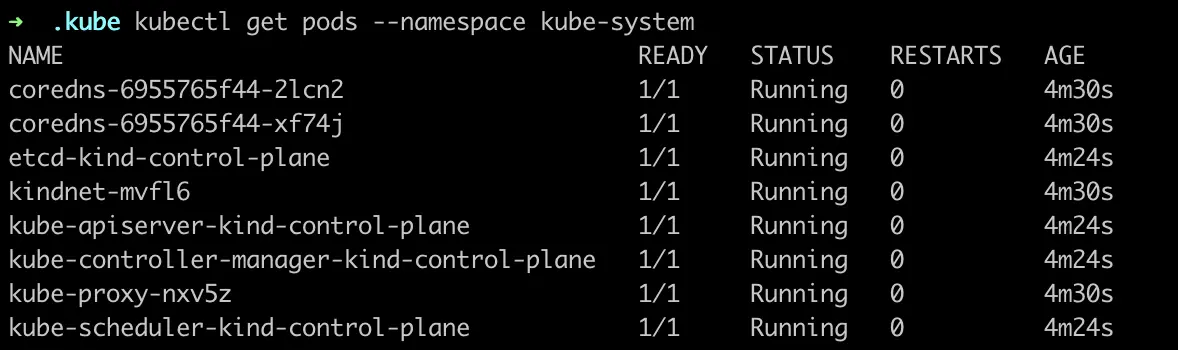 ➜  .kube kubectl get pods --namespace kube-system
NAME                                         READY   STATUS    RESTARTS   AGE
coredns-6955765f44-2lcn2                     1/1     Running   0          4m30s
coredns-6955765f44-xf74j                     1/1     Running   0          4m30s
etcd-kind-control-plane                      1/1     Running   0          4m24s
kindnet-mvfl6                                1/1     Running   0          4m30s
kube-apiserver-kind-control-plane            1/1     Running   0          4m24s
kube-controller-manager-kind-control-plane   1/1     Running   0          4m24s
kube-proxy-nxv5z                             1/1     Running   0          4m30s
kube-scheduler-kind-control-plane            1/1     Running   0          4m24s